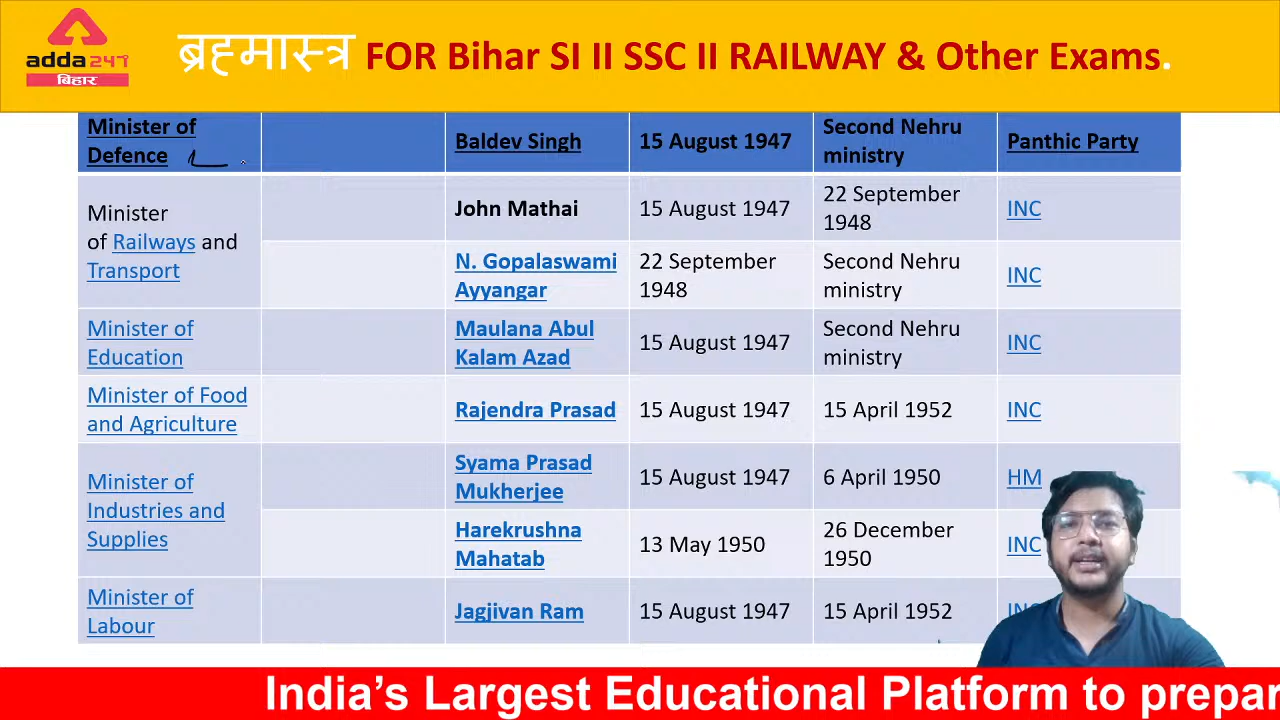 adda247
बिहार
ब्रह्मास्त्र FOR Bihar SI II SSC II RAILWAY & Other Exams.
Minister of
Defence
Baldev Singh
15 August 1947
Second Nehru
ministry
Panthic Party
Minister
of Railways and
Transport
John Mathai
15 August 1947
22 September
1948
INC
N. Gopalaswami
Ayyangar
22 September
1948
Second Nehru
ministry
INC
Minister of
Education
Maulana Abul
Kalam Azad
15 August 1947
Second Nehru
ministry
INC
Minister of Food
and Agriculture
Rajendra Prasad
15 August 1947
15 April 1952
INC
Minister of
Industries and
Supplies
Syama Prasad
Mukherjee
15 August 1947
6 April 1950
HM
Harekrushna
Mahatab
13 May 1950
26 December
1950
INC
Minister of
Labour
Jagjivan Ram
15 August 1947
15 April 1952
India's Largest Educational Platform to prepar